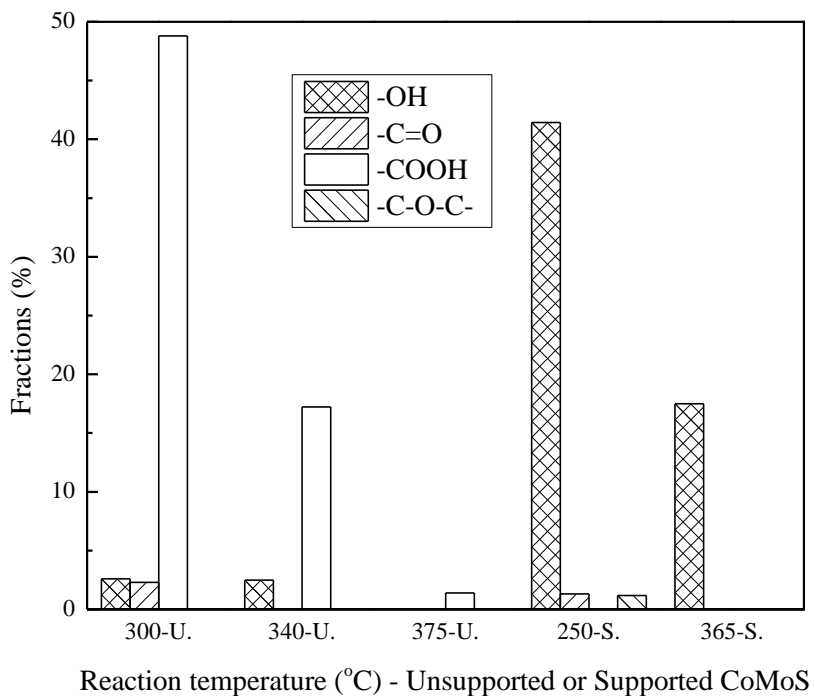 50
40
30
20
10
0
Fractions (%)
-OH
-C=O
-COOH
-C-O-C-
300-U. 340-U. 375-U. 250-S. 365-S.
Reaction temperature (°C) - Unsupported or Supported CoMoS